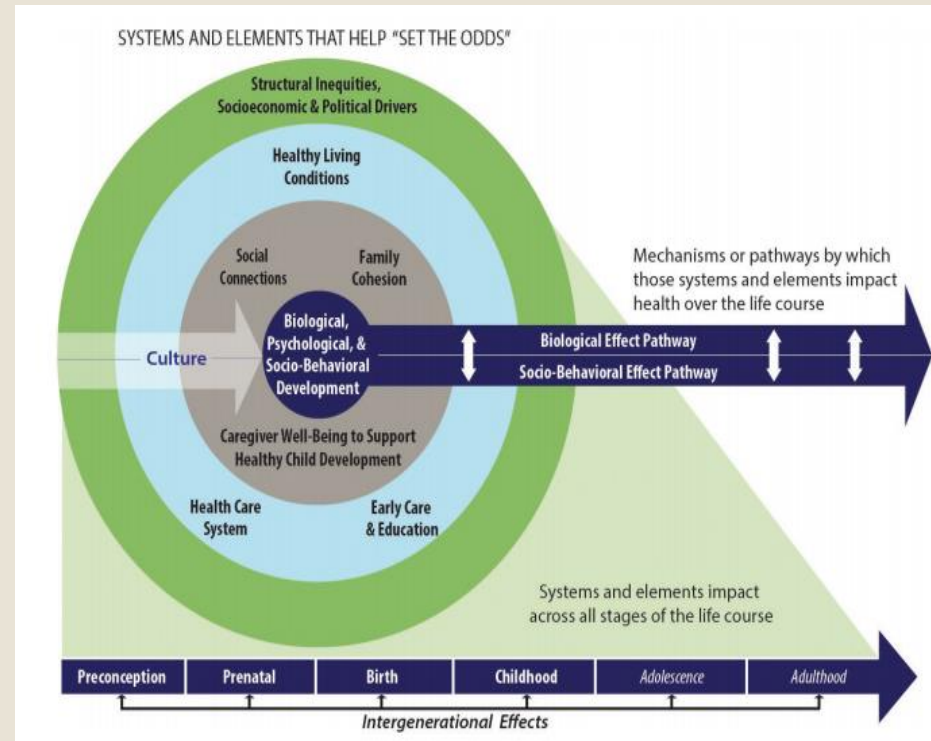 SYSTEMS AND ELEMENTS THAT HELP "SET THE ODDS"
Structural Inequities,
Socioeconomic & Political Drivers
Healthy Living
Conditions
Social
Connections
Family
Cohesion
Mechanisms or pathways by which
those systems and elements impact
health over the life course
Culture
Biological,
Psychological, &
Socio-Behavioral
Development
Biological Effect Pathway
Socio-Behavioral Effect Pathway
Caregiver Well-Being to Support
Healthy Child Development
Health Care
System
Early Care
& Education
Systems and elements impact
across all stages of the life course
Preconception
Prenatal
Birth
Childhood
Adolescence
Adulthood
Intergenerational Effects